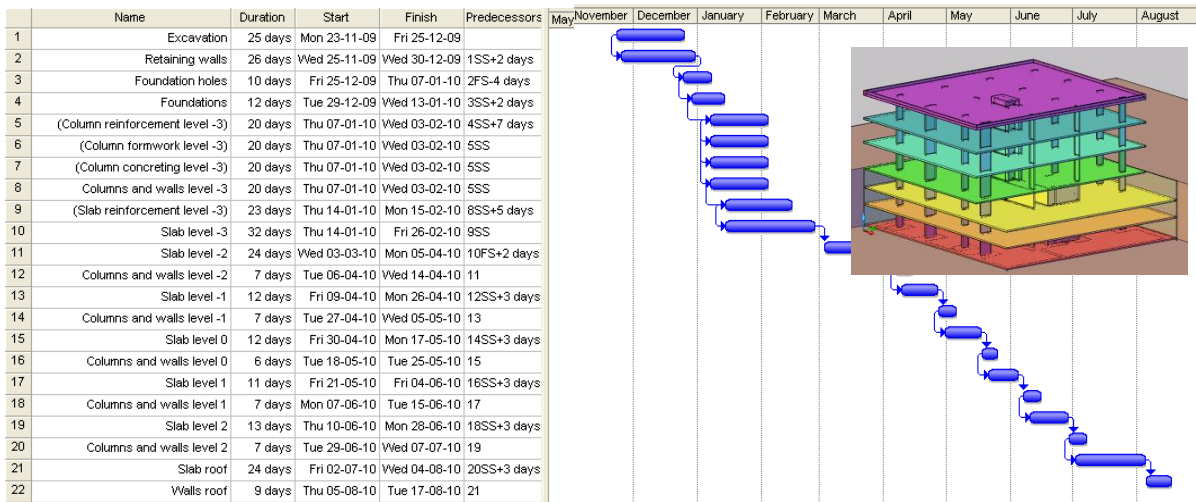 Name Duration Start Finish Predecessors May November December January February March April May June July August
1 Excavation 25 days Mon 23-11-09 Fri 25-12-09
2 Retaining walls 26 days Wed 25-11-09 Wed 30-12-09 1SS+2 days
3 Foundation holes 10 days Fri 25-12-09 Thu 07-01-10 2FS-4 days
4 Foundations 12 days Tue 29-12-09 Wed 13-01-10 3SS+2 days
5 (Column reinforcement level -3) 20 days Thu 07-01-10 Wed 03-02-10 4SS+7 days
6 (Column formwork level -3) 20 days Thu 07-01-10 Wed 03-02-10 5SS
7 (Column concreting level -3) 20 days Thu 07-01-10 Wed 03-02-10 5SS
8 Columns and walls level -3 20 days Thu 07-01-10 Wed 03-02-10 5SS
9 (Slab reinforcement level -3) 23 days Thu 14-01-10 Mon 15-02-10 8SS+5 days
10 Slab level -3 32 days Thu 14-01-10 Fri 26-02-10 9SS
11 Slab level -2 24 days Wed 03-03-10 Mon 05-04-10 10FS+2 days
12 Columns and walls level -2 7 days Tue 06-04-10 Wed 14-04-10 11
13 Slab level -1 12 days Fri 09-04-10 Mon 26-04-10 12SS+3 days
14 Columns and walls level -1 7 days Tue 27-04-10 Wed 05-05-10 13
15 Slab level 0 12 days Fri 30-04-10 Mon 17-05-10 14SS+3 days
16 Columns and walls level 0 6 days Tue 18-05-10 Tue 25-05-10 15
17 Slab level 1 11 days Fri 21-05-10 Fri 04-06-10 16SS+3 days
18 Columns and walls level 1 7 days Mon 07-06-10 Tue 15-06-10 17
19 Slab level 2 13 days Thu 10-06-10 Mon 28-06-10 18SS+3 days
20 Columns and walls level 2 7 days Tue 29-06-10 Wed 07-07-10 19
21 Slab roof 24 days Fri 02-07-10 Wed 04-08-10 20SS+3 days
22 Walls roof 9 days Thu 05-08-10 Tue 17-08-10 21